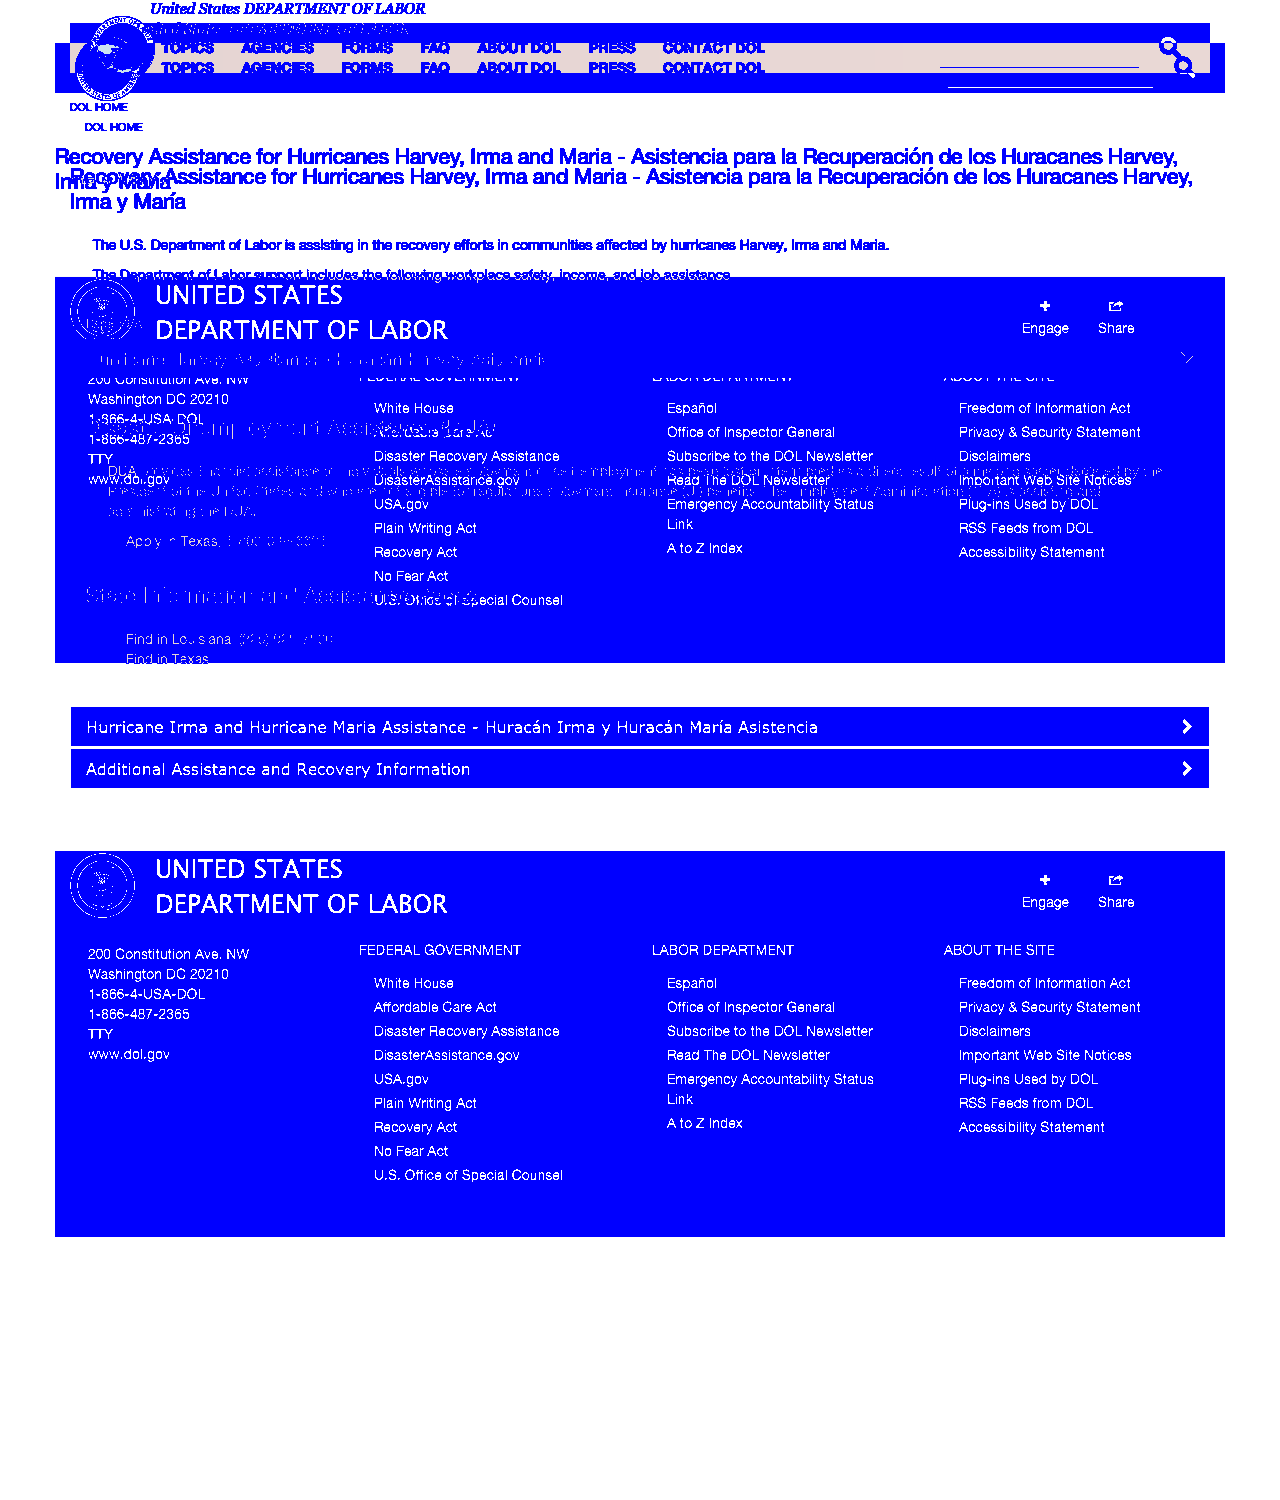 United States DEPARTMENT OF LABOR
TOPICS AGENCIES FORMS FAQ ABOUT DOL PRESS CONTACT DOL
TOPICS AGENCIES FORMS FAQ ABOUT DOL PRESS CONTACT DOL
DOL HOME
DOL HOME
Recovery Assistance for Hurricanes Harvey, Irma and Maria - Asistencia para la Recuperación de los Huracanes Harvey,
Irma y María
Recovery Assistance for Hurricanes Harvey, Irma and Maria - Asistencia para la Recuperación de los Huracanes Harvey,
Irma y María
The U.S. Department of Labor is assisting in the recovery efforts in communities affected by hurricanes Harvey, Irma and Maria.
The Department of Labor support includes the following workplace safety, income, and job assistance
UNITED STATES
DEPARTMENT OF LABOR
Engage Share
200 Constitution Ave. NW
Washington DC 20210
1-866-4-USA-DOL
1-866-487-2365
TTY
www.dol.gov
FEDERAL GOVERNMENT
White House
Disaster Recovery Assistance
DisasterAssistance.gov
USA.gov
Plain Writing Act
Recovery Act
No Fear Act
U.S. Office of Special Counsel
LABOR DEPARTMENT
Español
Office of Inspector General
Subscribe to the DOL Newsletter
Read The DOL Newsletter
Emergency Accountability Status
Link
A to Z Index
ABOUT THE SITE
Freedom of Information Act
Privacy & Security Statement
Disclaimers
Important Web Site Notices
Plug-ins Used by DOL
RSS Feeds from DOL
Accessibility Statement
Apply in Texas,
State Information and Assistance
Find in Louisiana
Find in Texas
Hurricane Irma and Hurricane Maria Assistance - Huracán Irma y Huracán María Asistencia
Additional Assistance and Recovery Information
UNITED STATES
DEPARTMENT OF LABOR
Engage Share
200 Constitution Ave. NW
Washington DC 20210
1-866-4-USA-DOL
1-866-487-2365
TTY
www.dol.gov
FEDERAL GOVERNMENT
White House
Affordable Care Act
Disaster Recovery Assistance
DisasterAssistance.gov
USA.gov
Plain Writing Act
Recovery Act
No Fear Act
U.S. Office of Special Counsel
LABOR DEPARTMENT
Español
Office of Inspector General
Subscribe to the DOL Newsletter
Read The DOL Newsletter
Emergency Accountability Status
Link
A to Z Index
ABOUT THE SITE
Freedom of Information Act
Privacy & Security Statement
Disclaimers
Important Web Site Notices
Plug-ins Used by DOL
RSS Feeds from DOL
Accessibility Statement